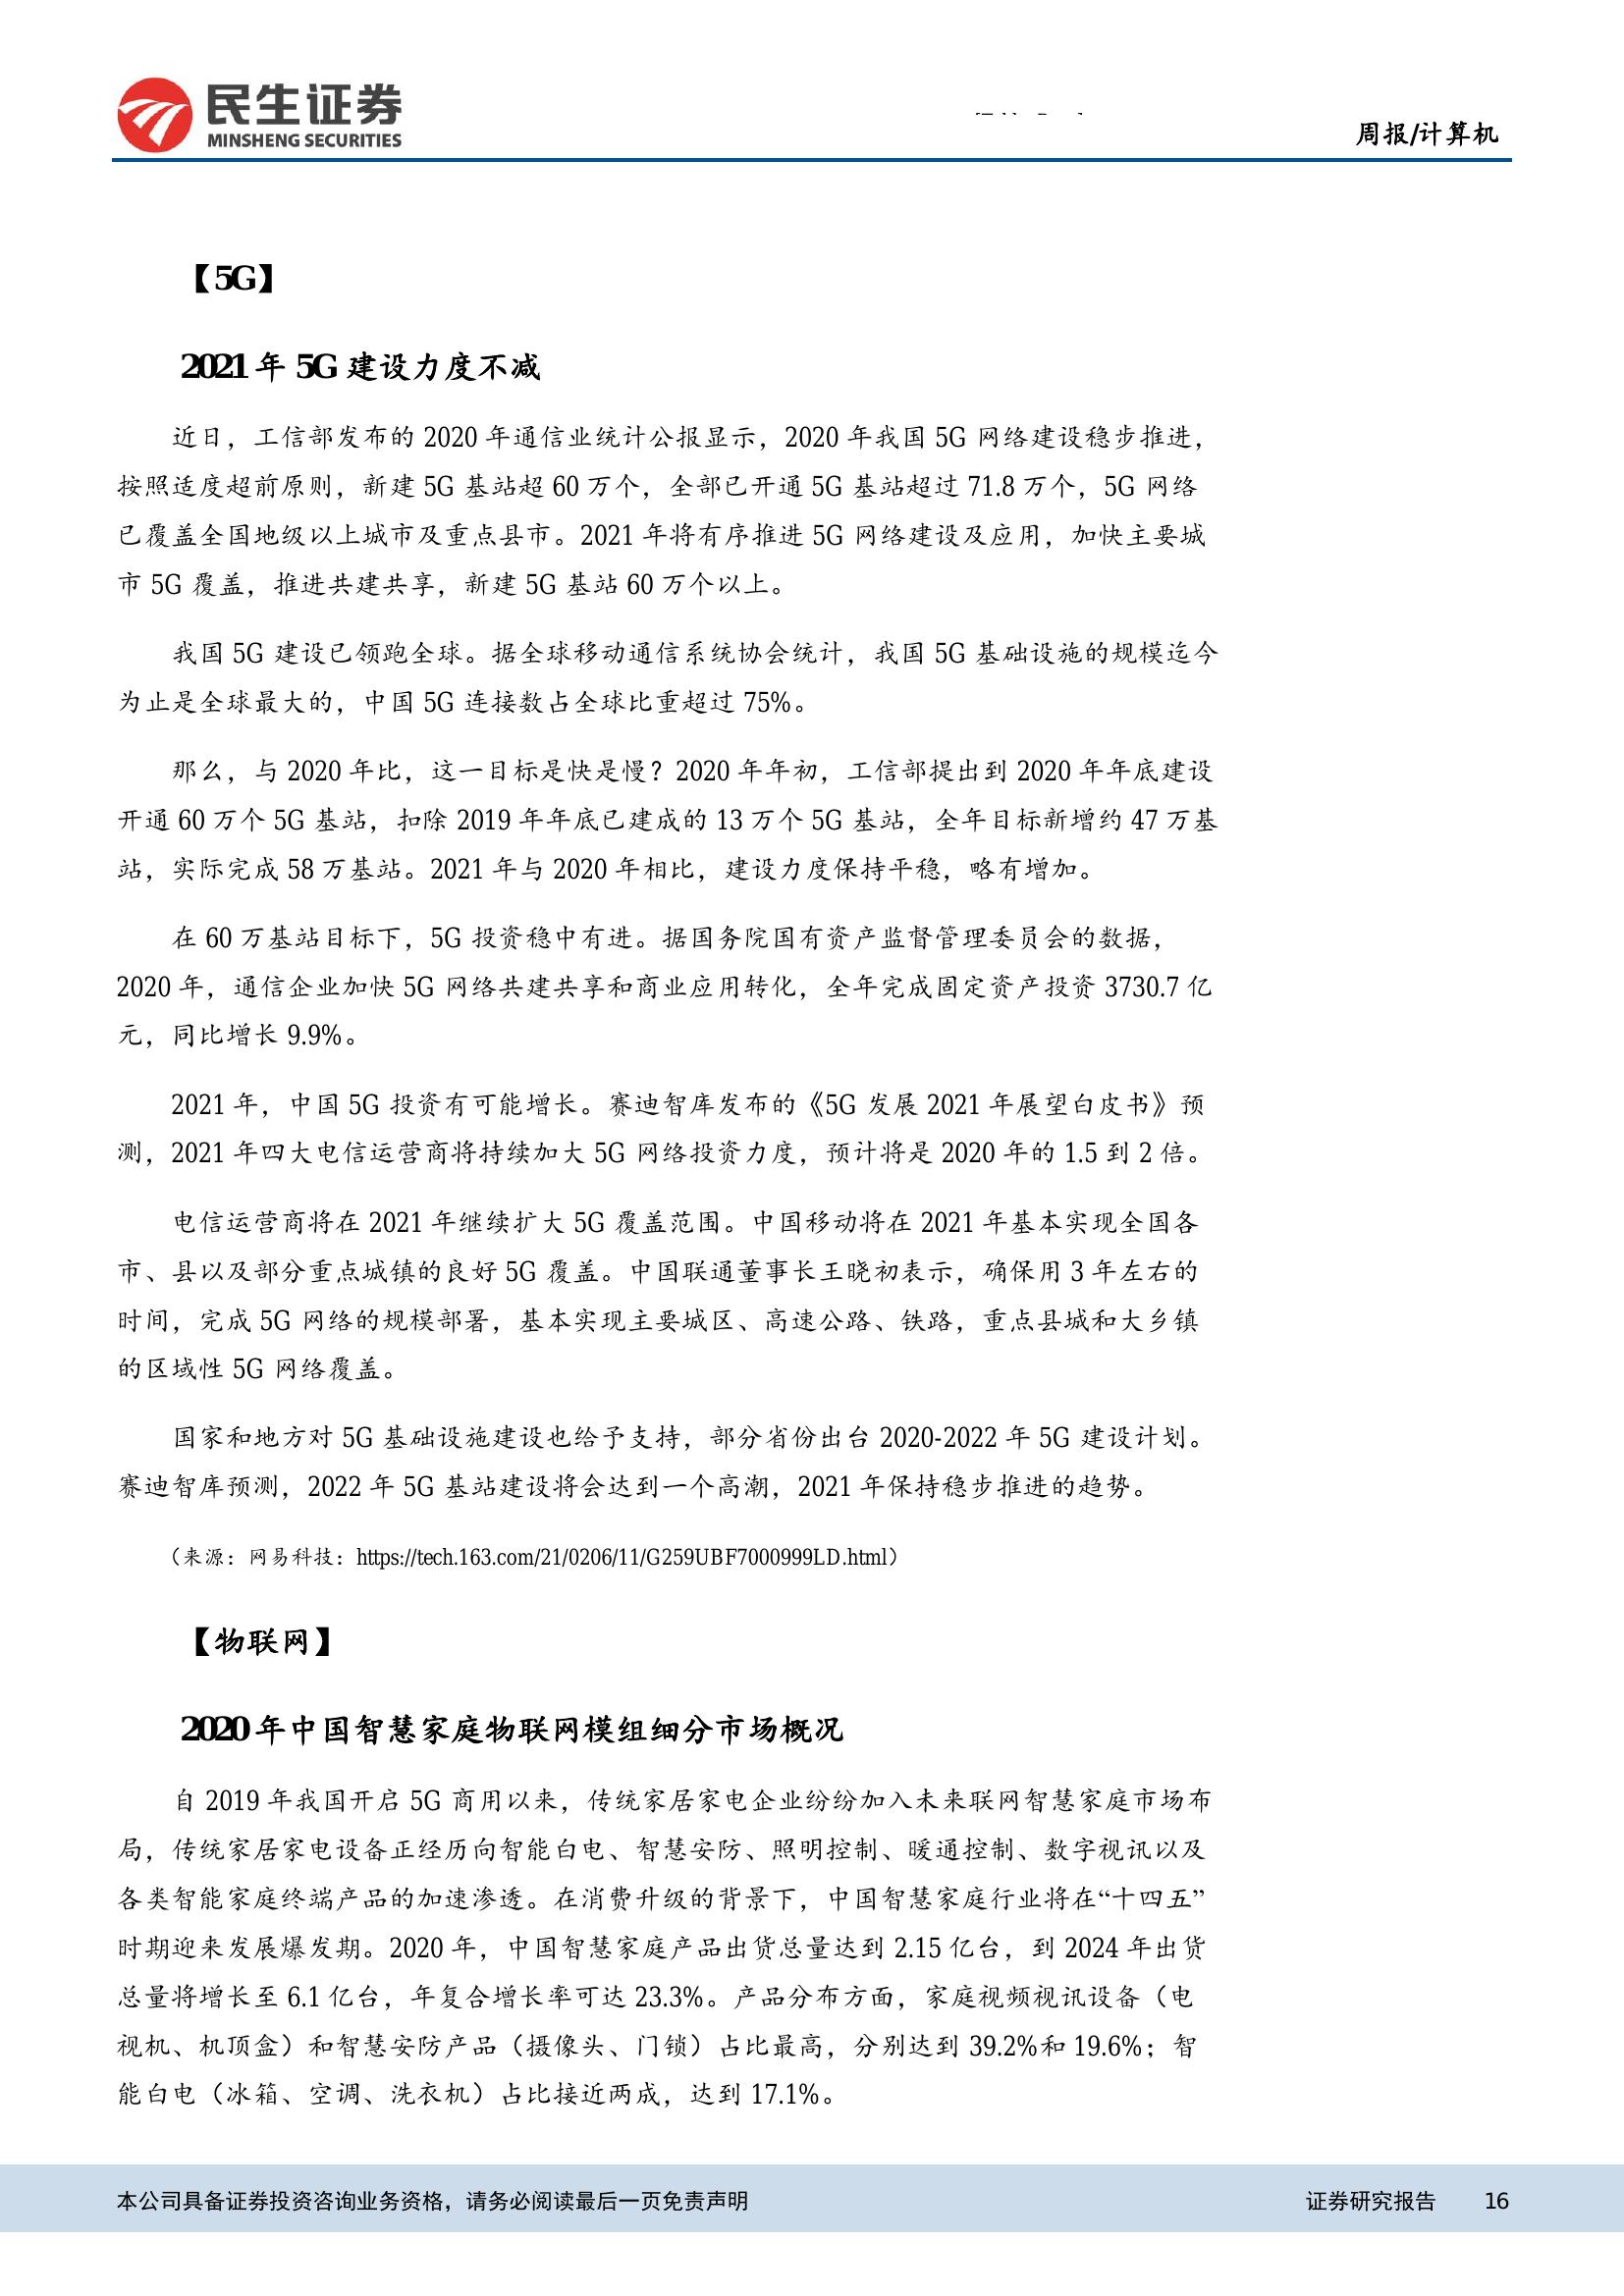 民生证券
MINSHENG SECURITIES
周报/计算机
【5G】
2021 年 5G 建设力度不减
近日，工信部发布的 2020 年通信业统计公报显示，2020 年我国 5G 网络建设稳步推进，
按照适度超前原则，新建 5G 基站超 60 万个，全部已开通 5G 基站超过 71.8 万个，5G 网络
已覆盖全国地级以上城市及重点县市。2021 年将有序推进 5G 网络建设及应用，加快主要城
市 5G 覆盖，推进共建共享，新建 5G 基站 60 万个以上。
我国 5G 建设已领跑全球。据全球移动通信系统协会统计，我国 5G 基础设施的规模迄今
为止是全球最大的，中国 5G 连接数占全球比重超过 75%。
那么，与 2020 年比，这一目标是快是慢？2020 年年初，工信部提出到 2020 年年底建设
开通 60 万个 5G 基站，扣除 2019 年年底已建成的 13 万个 5G 基站，全年目标新增约 47 万基
站，实际完成 58 万基站。2021 年与 2020 年相比，建设力度保持平稳，略有增加。
在 60 万基站目标下，5G 投资稳中有进。据国务院国有资产监督管理委员会的数据，
2020 年，通信企业加快 5G 网络共建共享和商业应用转化，全年完成固定资产投资 3730.7 亿
元，同比增长 9.9%。
2021 年，中国 5G 投资有可能增长。赛迪智库发布的《5G 发展 2021 年展望白皮书》预
测，2021 年四大电信运营商将持续加大 5G 网络投资力度，预计将是 2020 年的 1.5 到 2 倍。
电信运营商将在 2021 年继续扩大 5G 覆盖范围。中国移动将在 2021 年基本实现全国各
市、县以及部分重点城镇的良好 5G 覆盖。中国联通董事长王晓初表示，确保用 3 年左右的
时间，完成 5G 网络的规模部署，基本实现主要城区、高速公路、铁路，重点县城和大乡镇
的区域性 5G 网络覆盖。
国家和地方对 5G 基础设施建设也给予支持，部分省份出台 2020-2022 年 5G 建设计划。
赛迪智库预测，2022 年 5G 基站建设将会达到一个高潮，2021 年保持稳步推进的趋势。
（来源：网易科技：https://tech.163.com/21/0206/11/G259UBF7000999LD.html）
【物联网】
2020 年中国智慧家庭物联网模组细分市场概况
自 2019 年我国开启 5G 商用以来，传统家居家电企业纷纷加入未来联网智慧家庭市场布
局，传统家居家电设备正经历向智能白电、智慧安防、照明控制、暖通控制、数字视讯以及
各类智能家庭终端产品的加速渗透。在消费升级的背景下，中国智慧家庭行业将在“十四五”
时期迎来发展爆发期。2020 年，中国智慧家庭产品出货总量达到 2.15 亿台，到 2024 年出货
总量将增长至 6.1 亿台，年复合增长率可达 23.3%。产品分布方面，家庭视频视讯设备（电
视机、机顶盒）和智慧安防产品（摄像头、门锁）占比最高，分别达到 39.2%和 19.6%；智
能白电（冰箱、空调、洗衣机）占比接近两成，达到 17.1%。
本公司具备证券投资咨询业务资格，请务必阅读最后一页免责声明
证券研究报告 16